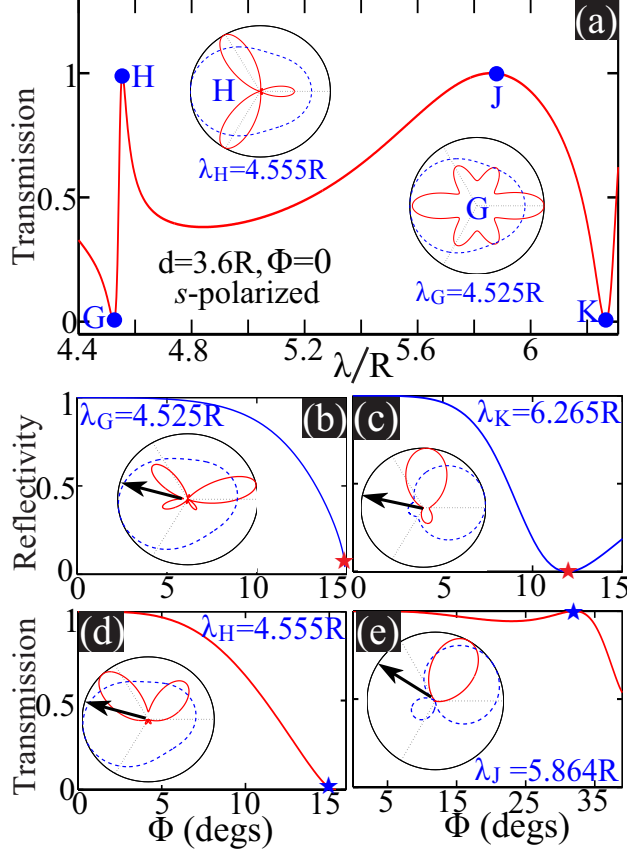 (a)
Transmission
1
0.5
0
H
H
λH=4.555R
J
G
λG=4.525R
d=3.6R, Φ=0
s-polarized
G
K
4.4 4.8 5.2 5.6 6
λ/R
Reflectivity
1
0.5
0
λG=4.525R
(b)
0 5 10 15
(c)
λK=6.265R
0 5 10 15
Transmission
1
0.5
0
(d)
λH=4.555R
0 5 10 15
Φ (degs)
(e)
λJ=5.864R
5 15 25 35
Φ (degs)